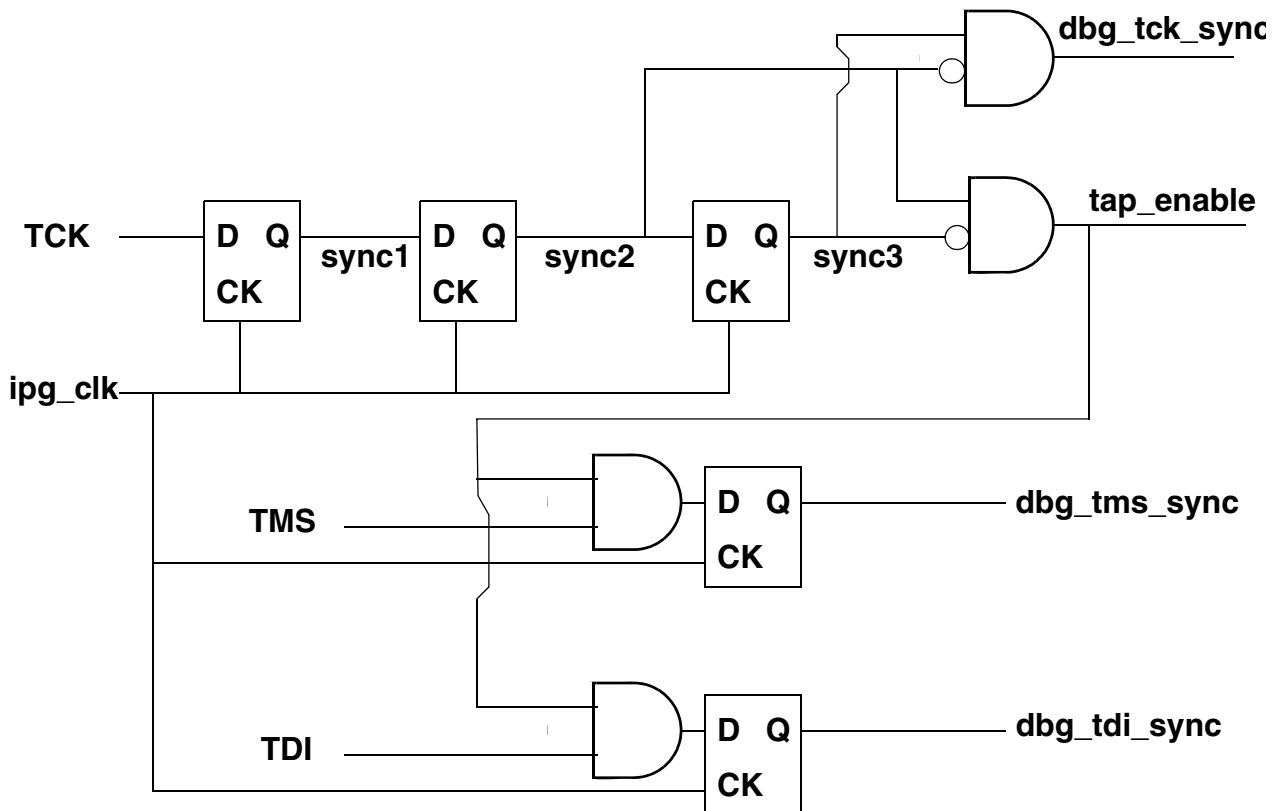 dbg_tck_sync
tap_enable
TCK
D Q
CK
sync1
D Q
CK
sync2
D Q
CK
sync3
ipg_clk
TMS
D Q
CK
dbg_tms_sync
TDI
D Q
CK
dbg_tdi_sync